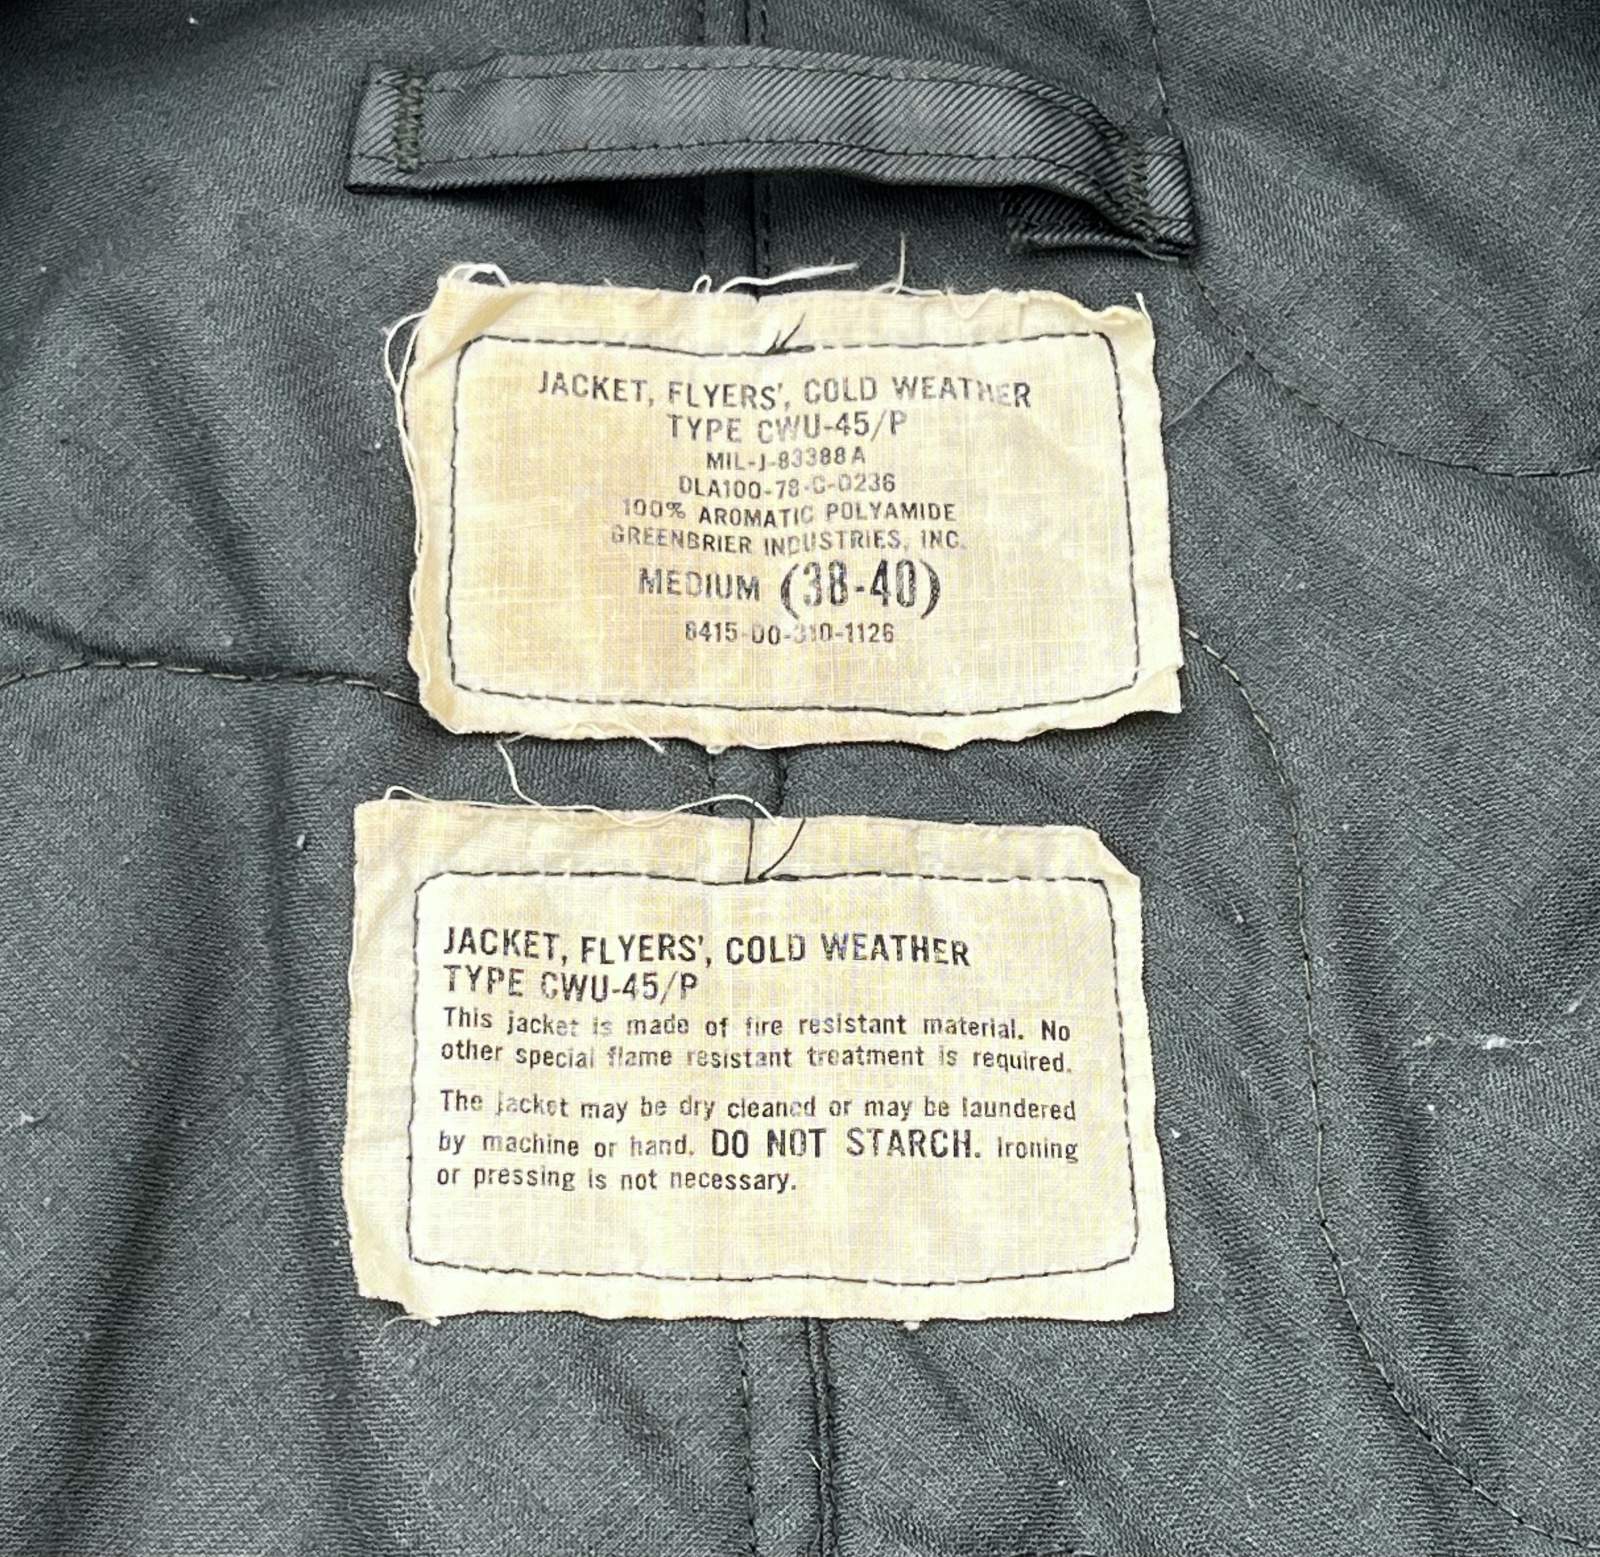 JACKET, FLYERS', COLD WEATHER
TYPE CWU-45/P
MIL-J-83388A
DLA100-78-C-0236
100% AROMATIC POLYAMIDE
GREENBRIER INDUSTRIES, INC.
MEDIUM (38-40)
8415-00-310-1126
JACKET, FLYERS', COLD WEATHER
TYPE CWU-45/P
This jacket is made of fire resistant material. No
other special flame resistant treatment is required.
The jacket may be dry cleaned or may be laundered
by machine or hand. DO NOT STARCH. Ironing
or pressing is not necessary.